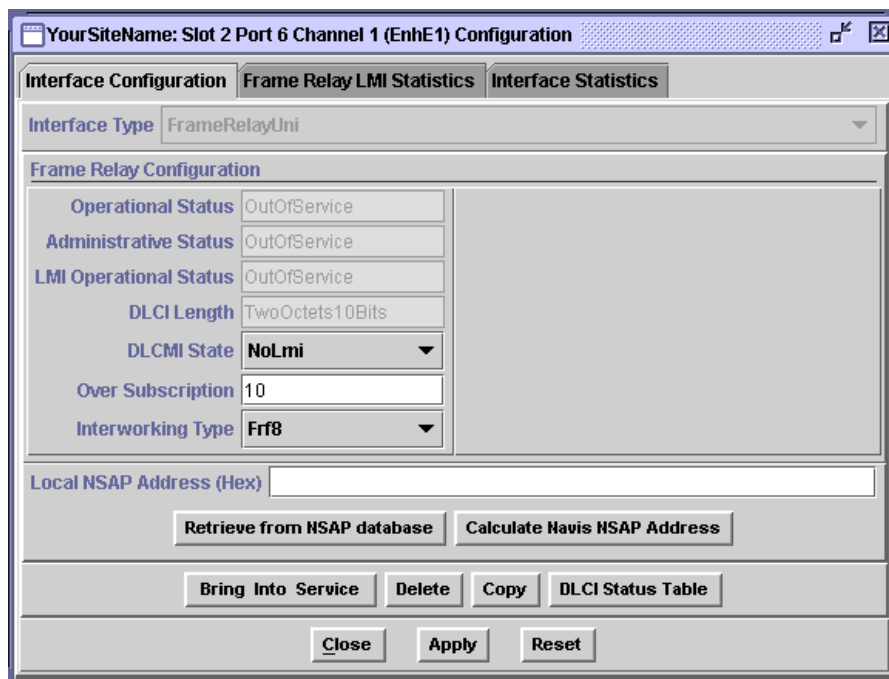 YourSiteName: Slot 2 Port 6 Channel 1 (EnhE1) Configuration
Interface Configuration Frame Relay LMI Statistics Interface Statistics
Interface Type FrameRelayUni
Frame Relay Configuration
Operational Status OutOfService
Administrative Status OutOfService
LMI Operational Status OutOfService
DLCI Length TwoOctets10Bits
DLCMI State NoLmi
Over Subscription 10
Interworking Type Frf8
Local NSAP Address (Hex)
Retrieve from NSAP database Calculate Navis NSAP Address
Bring Into Service Delete Copy DLCI Status Table
Close Apply Reset